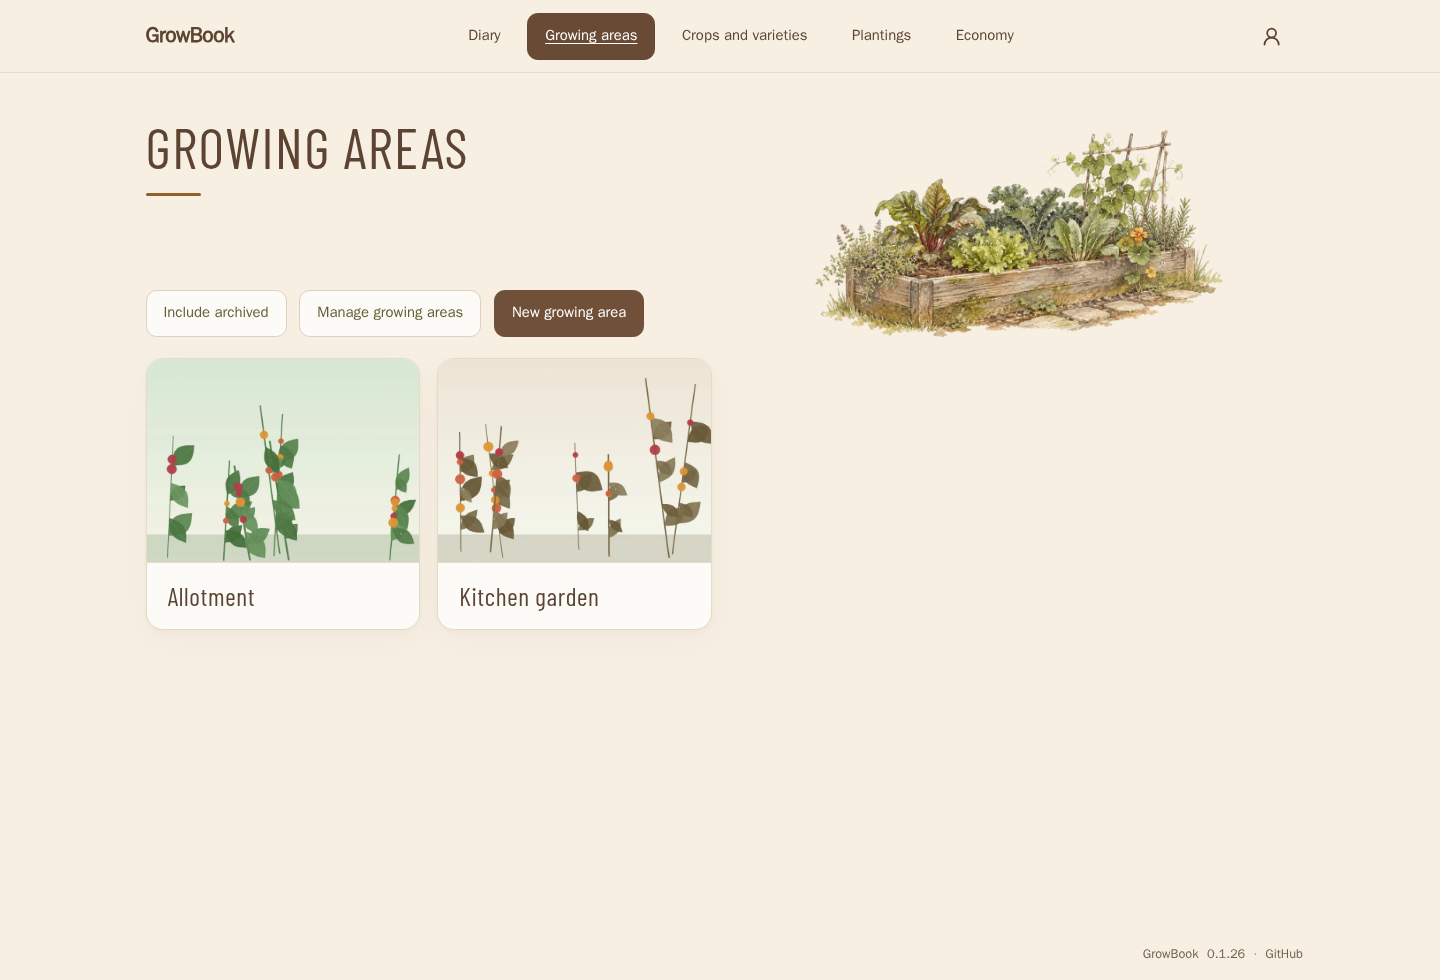 GrowBook
Diary
Growing areas
Crops and varieties
Plantings
Economy
GROWING AREAS
Include archived
Manage growing areas
New growing area
Allotment
Kitchen garden
GrowBook 0.1.26 · GitHub